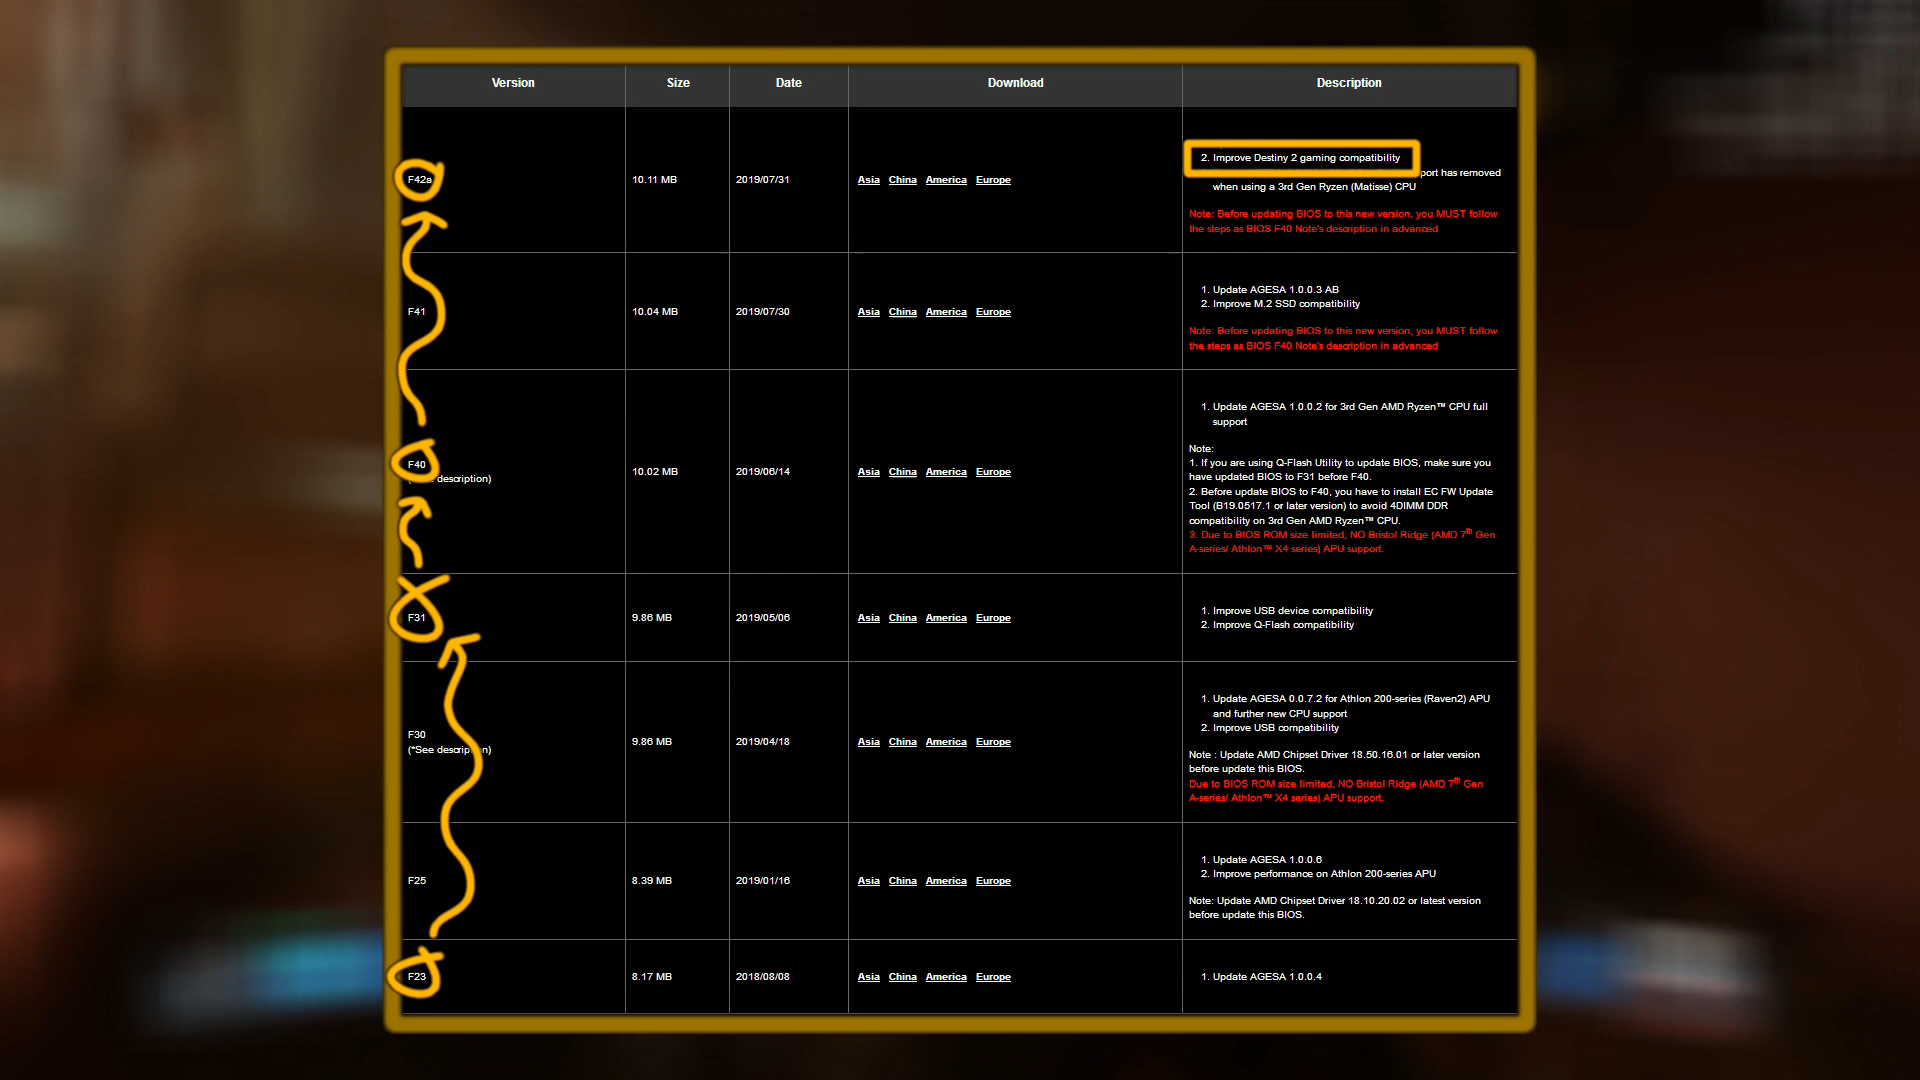 Version Size Date Download Description
F42a 10.11 MB 2019/07/31 Asia China America Europe
2. Improve Destiny 2 gaming compatibility
port has removed
when using a 3rd Gen Ryzen (Matisse) CPU
Note: Before updating BIOS to this new version, you MUST follow
the steps as BIOS F40 Note's description in advanced
F41 10.04 MB 2019/07/30 Asia China America Europe
1. Update AGESA 1.0.0.3 AB
2. Improve M.2 SSD compatibility
Note: Before updating BIOS to this new version, you MUST follow
the steps as BIOS F40 Note's description in advanced
F40
description)
10.02 MB 2019/06/14 Asia China America Europe
1. Update AGESA 1.0.0.2 for 3rd Gen AMD Ryzen™ CPU full
support
Note:
1. If you are using Q-Flash Utility to update BIOS, make sure you
have updated BIOS to F31 before F40.
2. Before update BIOS to F40, you have to install EC FW Update
Tool (B19.0517.1 or later version) to avoid 4DIMM DDR
compatibility on 3rd Gen AMD Ryzen™ CPU.
3. Due to BIOS ROM size limited, NO Bristol Ridge (AMD 7th Gen
A-series/ Athlon™ X4 series) APU support.
F31 9.86 MB 2019/05/06 Asia China America Europe
1. Improve USB device compatibility
2. Improve Q-Flash compatibility
F30
(*See description)
9.86 MB 2019/04/18 Asia China America Europe
1. Update AGESA 0.0.7.2 for Athlon 200-series (Raven2) APU
and further new CPU support
2. Improve USB compatibility
Note : Update AMD Chipset Driver 18.50.16.01 or later version
before update this BIOS.
Due to BIOS ROM size limited, NO Bristol Ridge (AMD 7th Gen
A-series/ Athlon™ X4 series) APU support.
F25 8.39 MB 2019/01/16 Asia China America Europe
1. Update AGESA 1.0.0.6
2. Improve performance on Athlon 200-series APU
Note: Update AMD Chipset Driver 18.10.20.02 or latest version
before update this BIOS.
F23 8.17 MB 2018/08/08 Asia China America Europe
1. Update AGESA 1.0.0.4